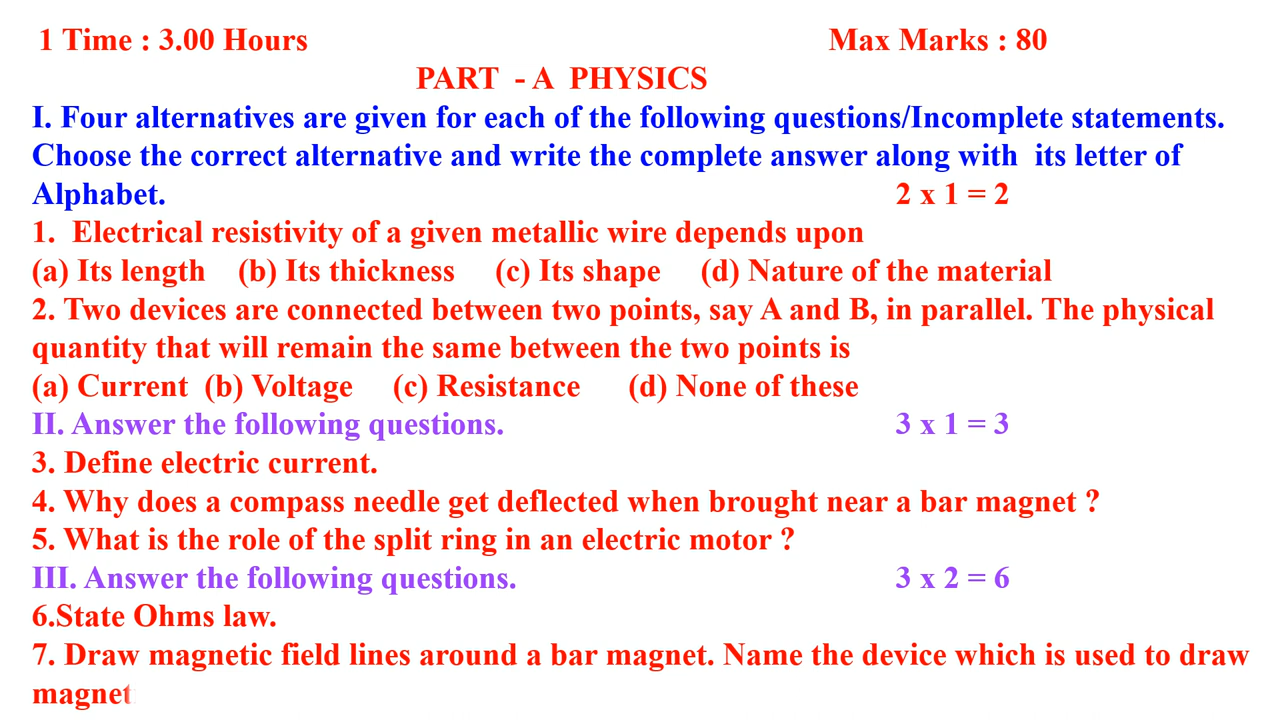 1 Time : 3.00 Hours Max Marks : 80
PART - A PHYSICS
I. Four alternatives are given for each of the following questions/Incomplete statements.
Choose the correct alternative and write the complete answer along with its letter of
Alphabet. 2 x 1 = 2
1. Electrical resistivity of a given metallic wire depends upon
(a) Its length (b) Its thickness (c) Its shape (d) Nature of the material
2. Two devices are connected between two points, say A and B, in parallel. The physical
quantity that will remain the same between the two points is
(a) Current (b) Voltage (c) Resistance (d) None of these
II. Answer the following questions. 3 x 1 = 3
3. Define electric current.
4. Why does a compass needle get deflected when brought near a bar magnet ?
5. What is the role of the split ring in an electric motor ?
III. Answer the following questions. 3 x 2 = 6
6.State Ohms law.
7. Draw magnetic field lines around a bar magnet. Name the device which is used to draw
magnet